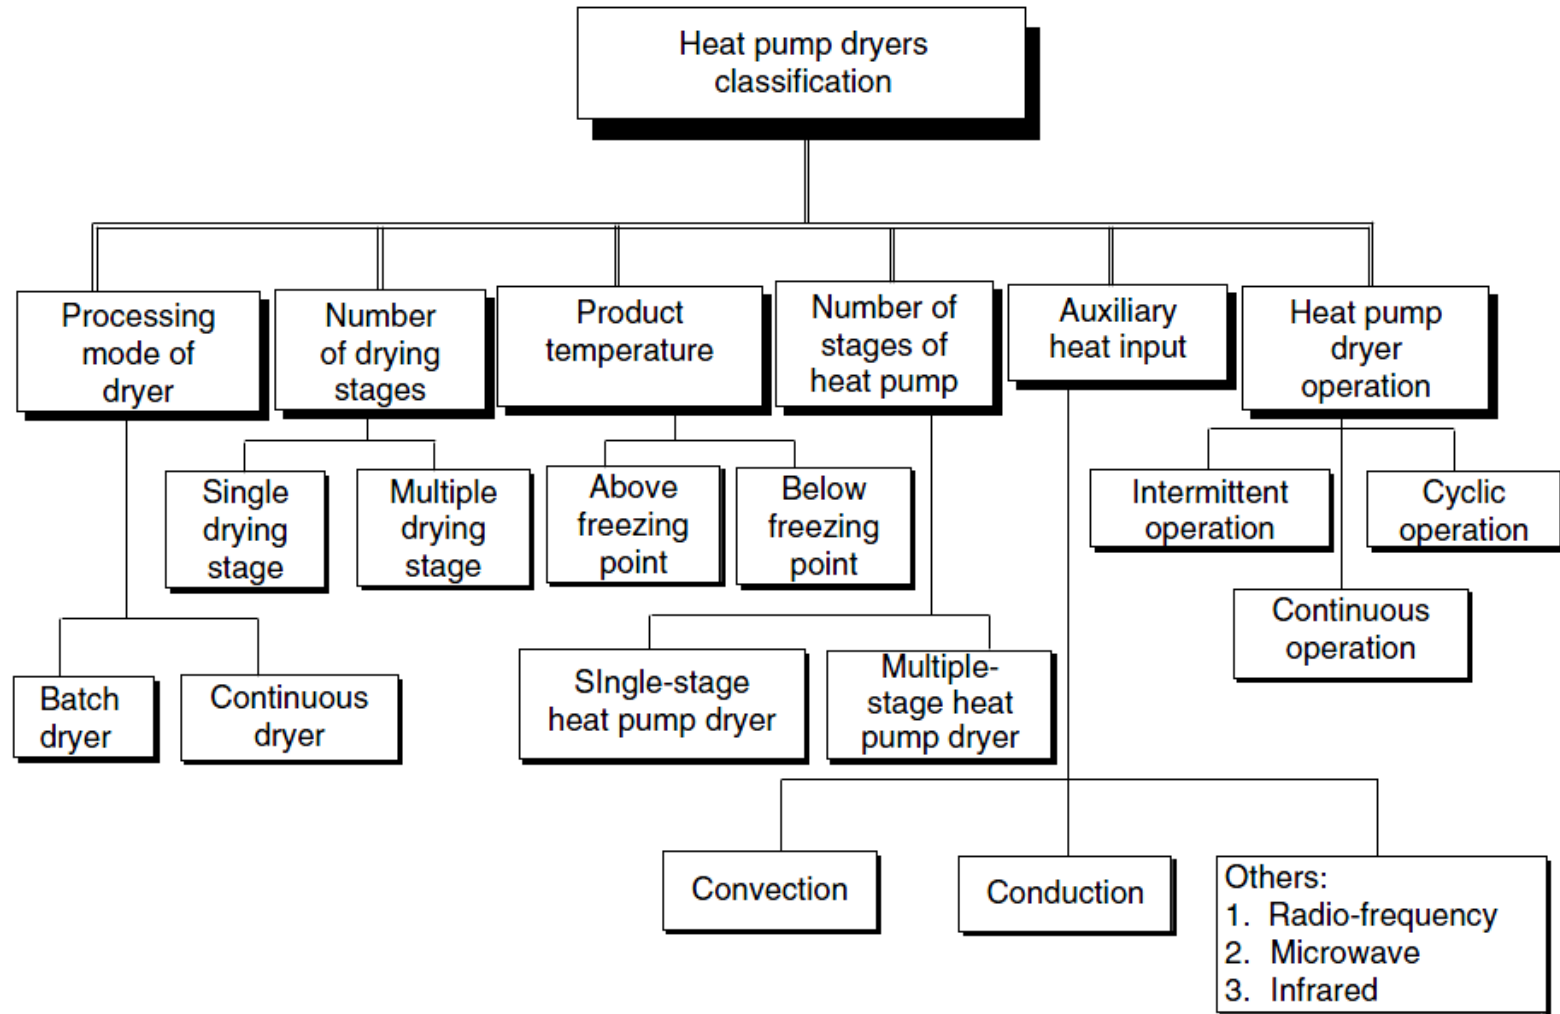 Heat pump dryers
classification
Processing
mode of
dryer
Number
of drying
stages
Product
temperature
Number of
stages of
heat pump
Auxiliary
heat input
Heat pump
dryer
operation
Single
drying
stage
Multiple
drying
stage
Above
freezing
point
Below
freezing
point
Intermittent
operation
Cyclic
operation
Continuous
operation
Batch
dryer
Continuous
dryer
SIngle-stage
heat pump dryer
Multiple-
stage heat
pump dryer
Convection
Conduction
Others:
1. Radio-frequency
2. Microwave
3. Infrared